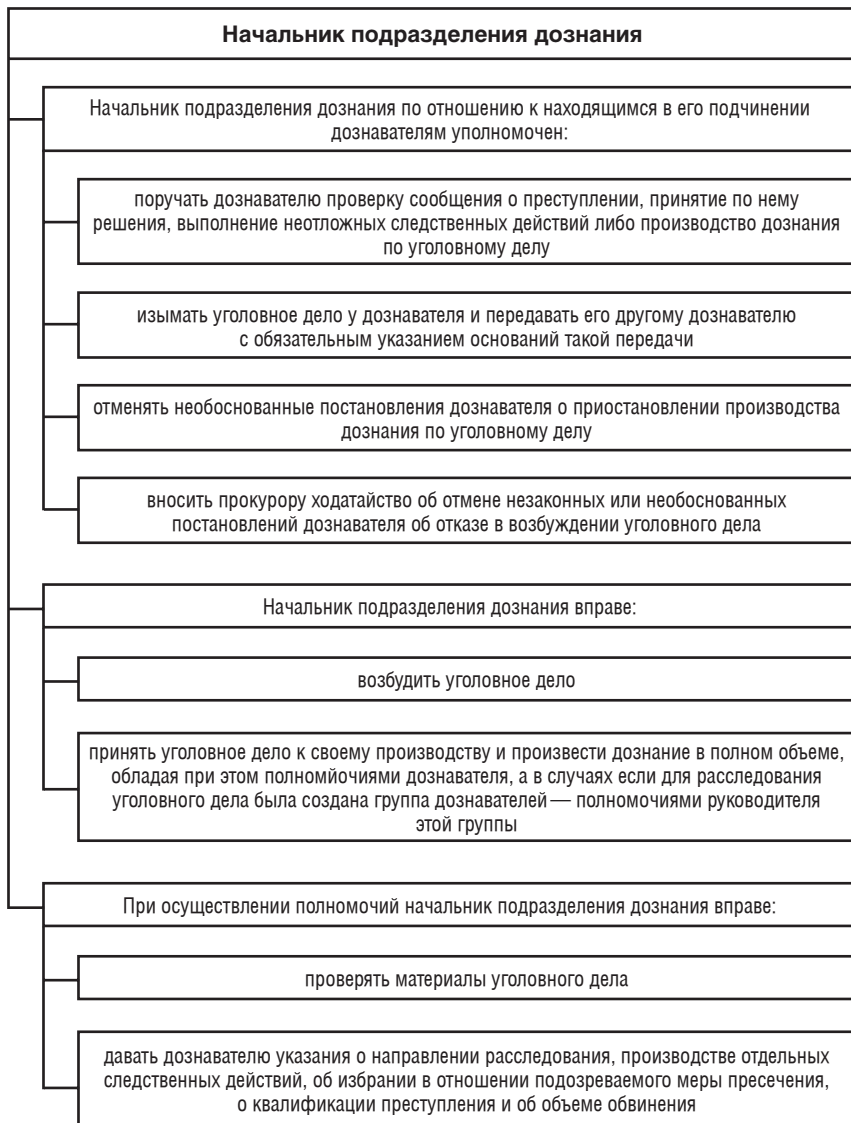 Начальник подразделения дознания
Начальник подразделения дознания по отношению к находящимся в его подчинении
дознавателям уполномочен:
поручать дознавателю проверку сообщения о преступлении, принятие по нему
решения, выполнение неотложных следственных действий либо производство дознания
по уголовному делу
изымать уголовное дело у дознавателя и передавать его другому дознавателю
с обязательным указанием оснований такой передачи
отменять необоснованные постановления дознавателя о приостановлении производства
дознания по уголовному делу
вносить прокурору ходатайство об отмене незаконных или необоснованных
постановлений дознавателя об отказе в возбуждении уголовного дела
Начальник подразделения дознания вправе:
возбудить уголовное дело
принять уголовное дело к своему производству и произвести дознание в полном объеме,
обладая при этом полномйочиями дознавателя, а в случаях если для расследования
уголовного дела была создана группа дознавателей — полномочиями руководителя
этой группы
При осуществлении полномочий начальник подразделения дознания вправе:
проверять материалы уголовного дела
давать дознавателю указания о направлении расследования, производстве отдельных
следственных действий, об избрании в отношении подозреваемого меры пресечения,
о квалификации преступления и об объеме обвинения